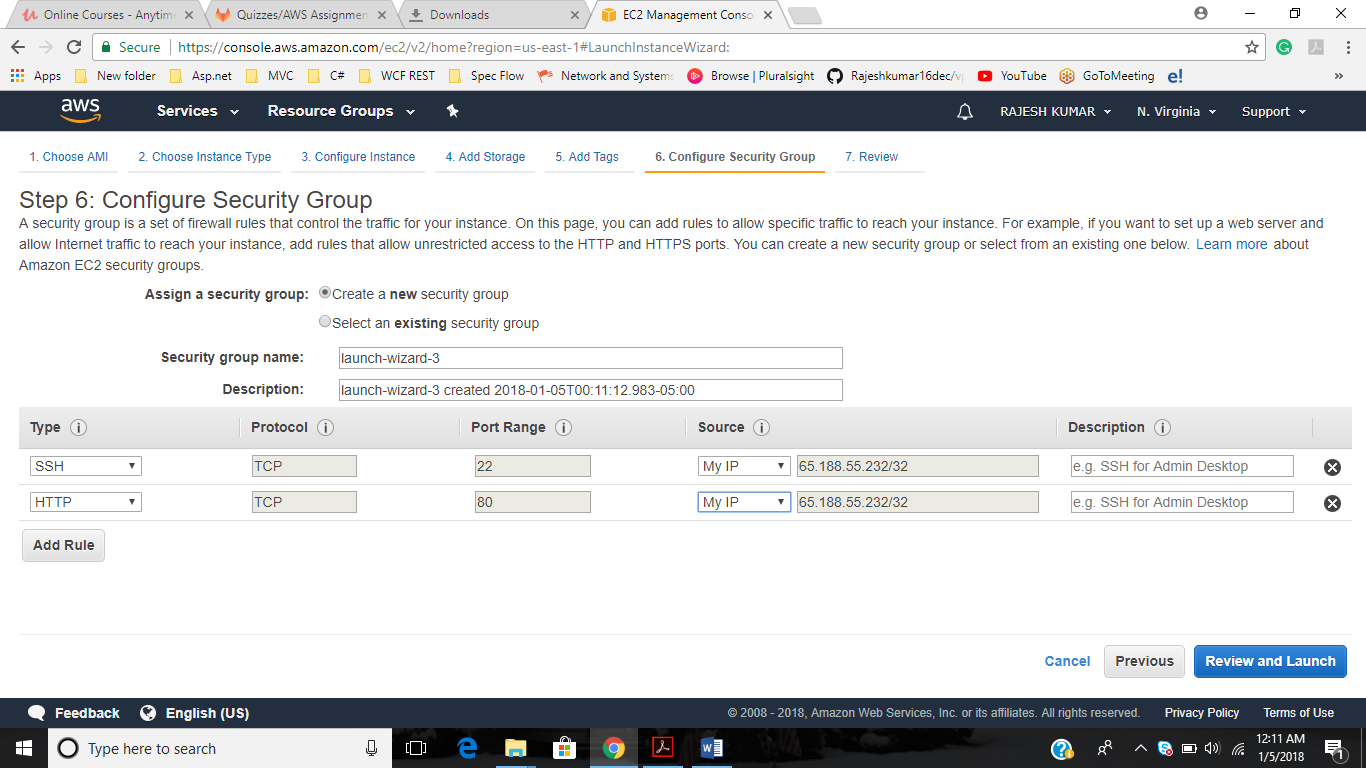 Online Courses - Anytim
Quizzes/AWS Assignmen
Downloads
EC2 Management Conso
Secure https://console.aws.amazon.com/ec2/v2/home?region=us-east-1#LaunchInstanceWizard:
Apps New folder Asp.net MVC C# WCF REST Spec Flow Network and Systems Browse | Pluralsight Rajeshkumar16dec/vp YouTube GoToMeeting e! »
aws Services Resource Groups RAJESH KUMAR N. Virginia Support
1. Choose AMI 2. Choose Instance Type 3. Configure Instance 4. Add Storage 5. Add Tags 6. Configure Security Group 7. Review
Step 6: Configure Security Group
A security group is a set of firewall rules that control the traffic for your instance. On this page, you can add rules to allow specific traffic to reach your instance. For example, if you want to set up a web server and
allow Internet traffic to reach your instance, add rules that allow unrestricted access to the HTTP and HTTPS ports. You can create a new security group or select from an existing one below. Learn more about
Amazon EC2 security groups.
Assign a security group: Create a new security group
Select an existing security group
Security group name: launch-wizard-3
Description: launch-wizard-3 created 2018-01-05T00:11:12.983-05:00
Type i Protocol i Port Range i Source i Description i
SSH TCP 22 My IP 65.188.55.232/32 e.g. SSH for Admin Desktop
HTTP TCP 80 My IP 65.188.55.232/32 e.g. SSH for Admin Desktop
Add Rule
Cancel Previous Review and Launch
Feedback English (US) © 2008 - 2018, Amazon Web Services, Inc. or its affiliates. All rights reserved. Privacy Policy Terms of Use
Type here to search
12:11 AM
1/5/2018
1